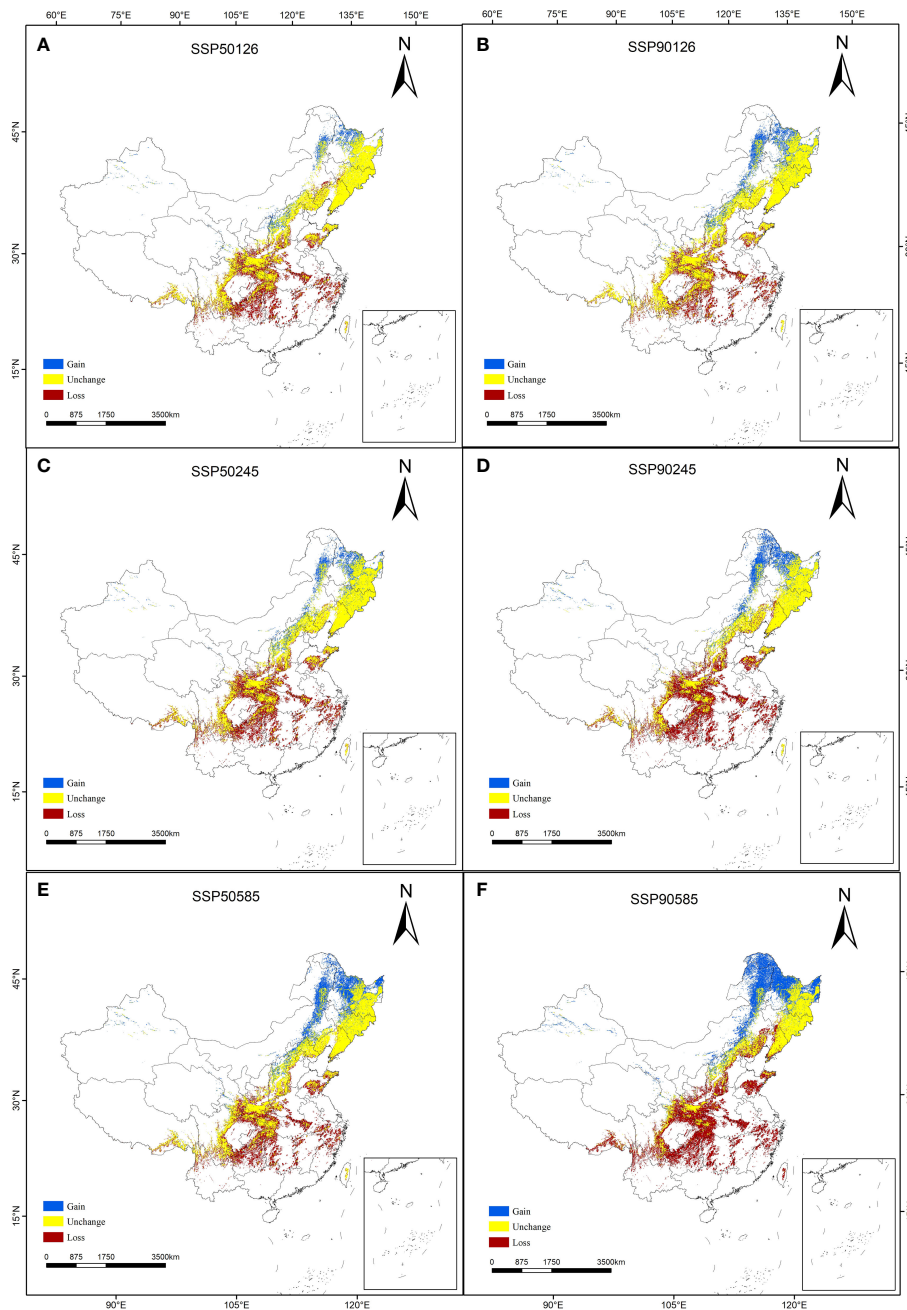 60°E 75°E 90°E 105°E 120°E 135°E 150°E
60°E 75°E 90°E 105°E 120°E 135°E 150°E
A
SSP50126
N
45°N
30°N
15°N
Gain
Unchange
Loss
0 875 1750 3500km
B
SSP90126
N
Gain
Unchange
Loss
0 875 1750 3500km
C
SSP50245
N
45°N
30°N
15°N
Gain
Unchange
Loss
0 875 1750 3500km
D
SSP90245
N
Gain
Unchange
Loss
0 875 1750 3500km
E
SSP50585
N
45°N
30°N
15°N
Gain
Unchange
Loss
0 875 1750 3500km
F
SSP90585
N
Gain
Unchange
Loss
0 875 1750 3500km
90°E 105°E 120°E
90°E 105°E 120°E